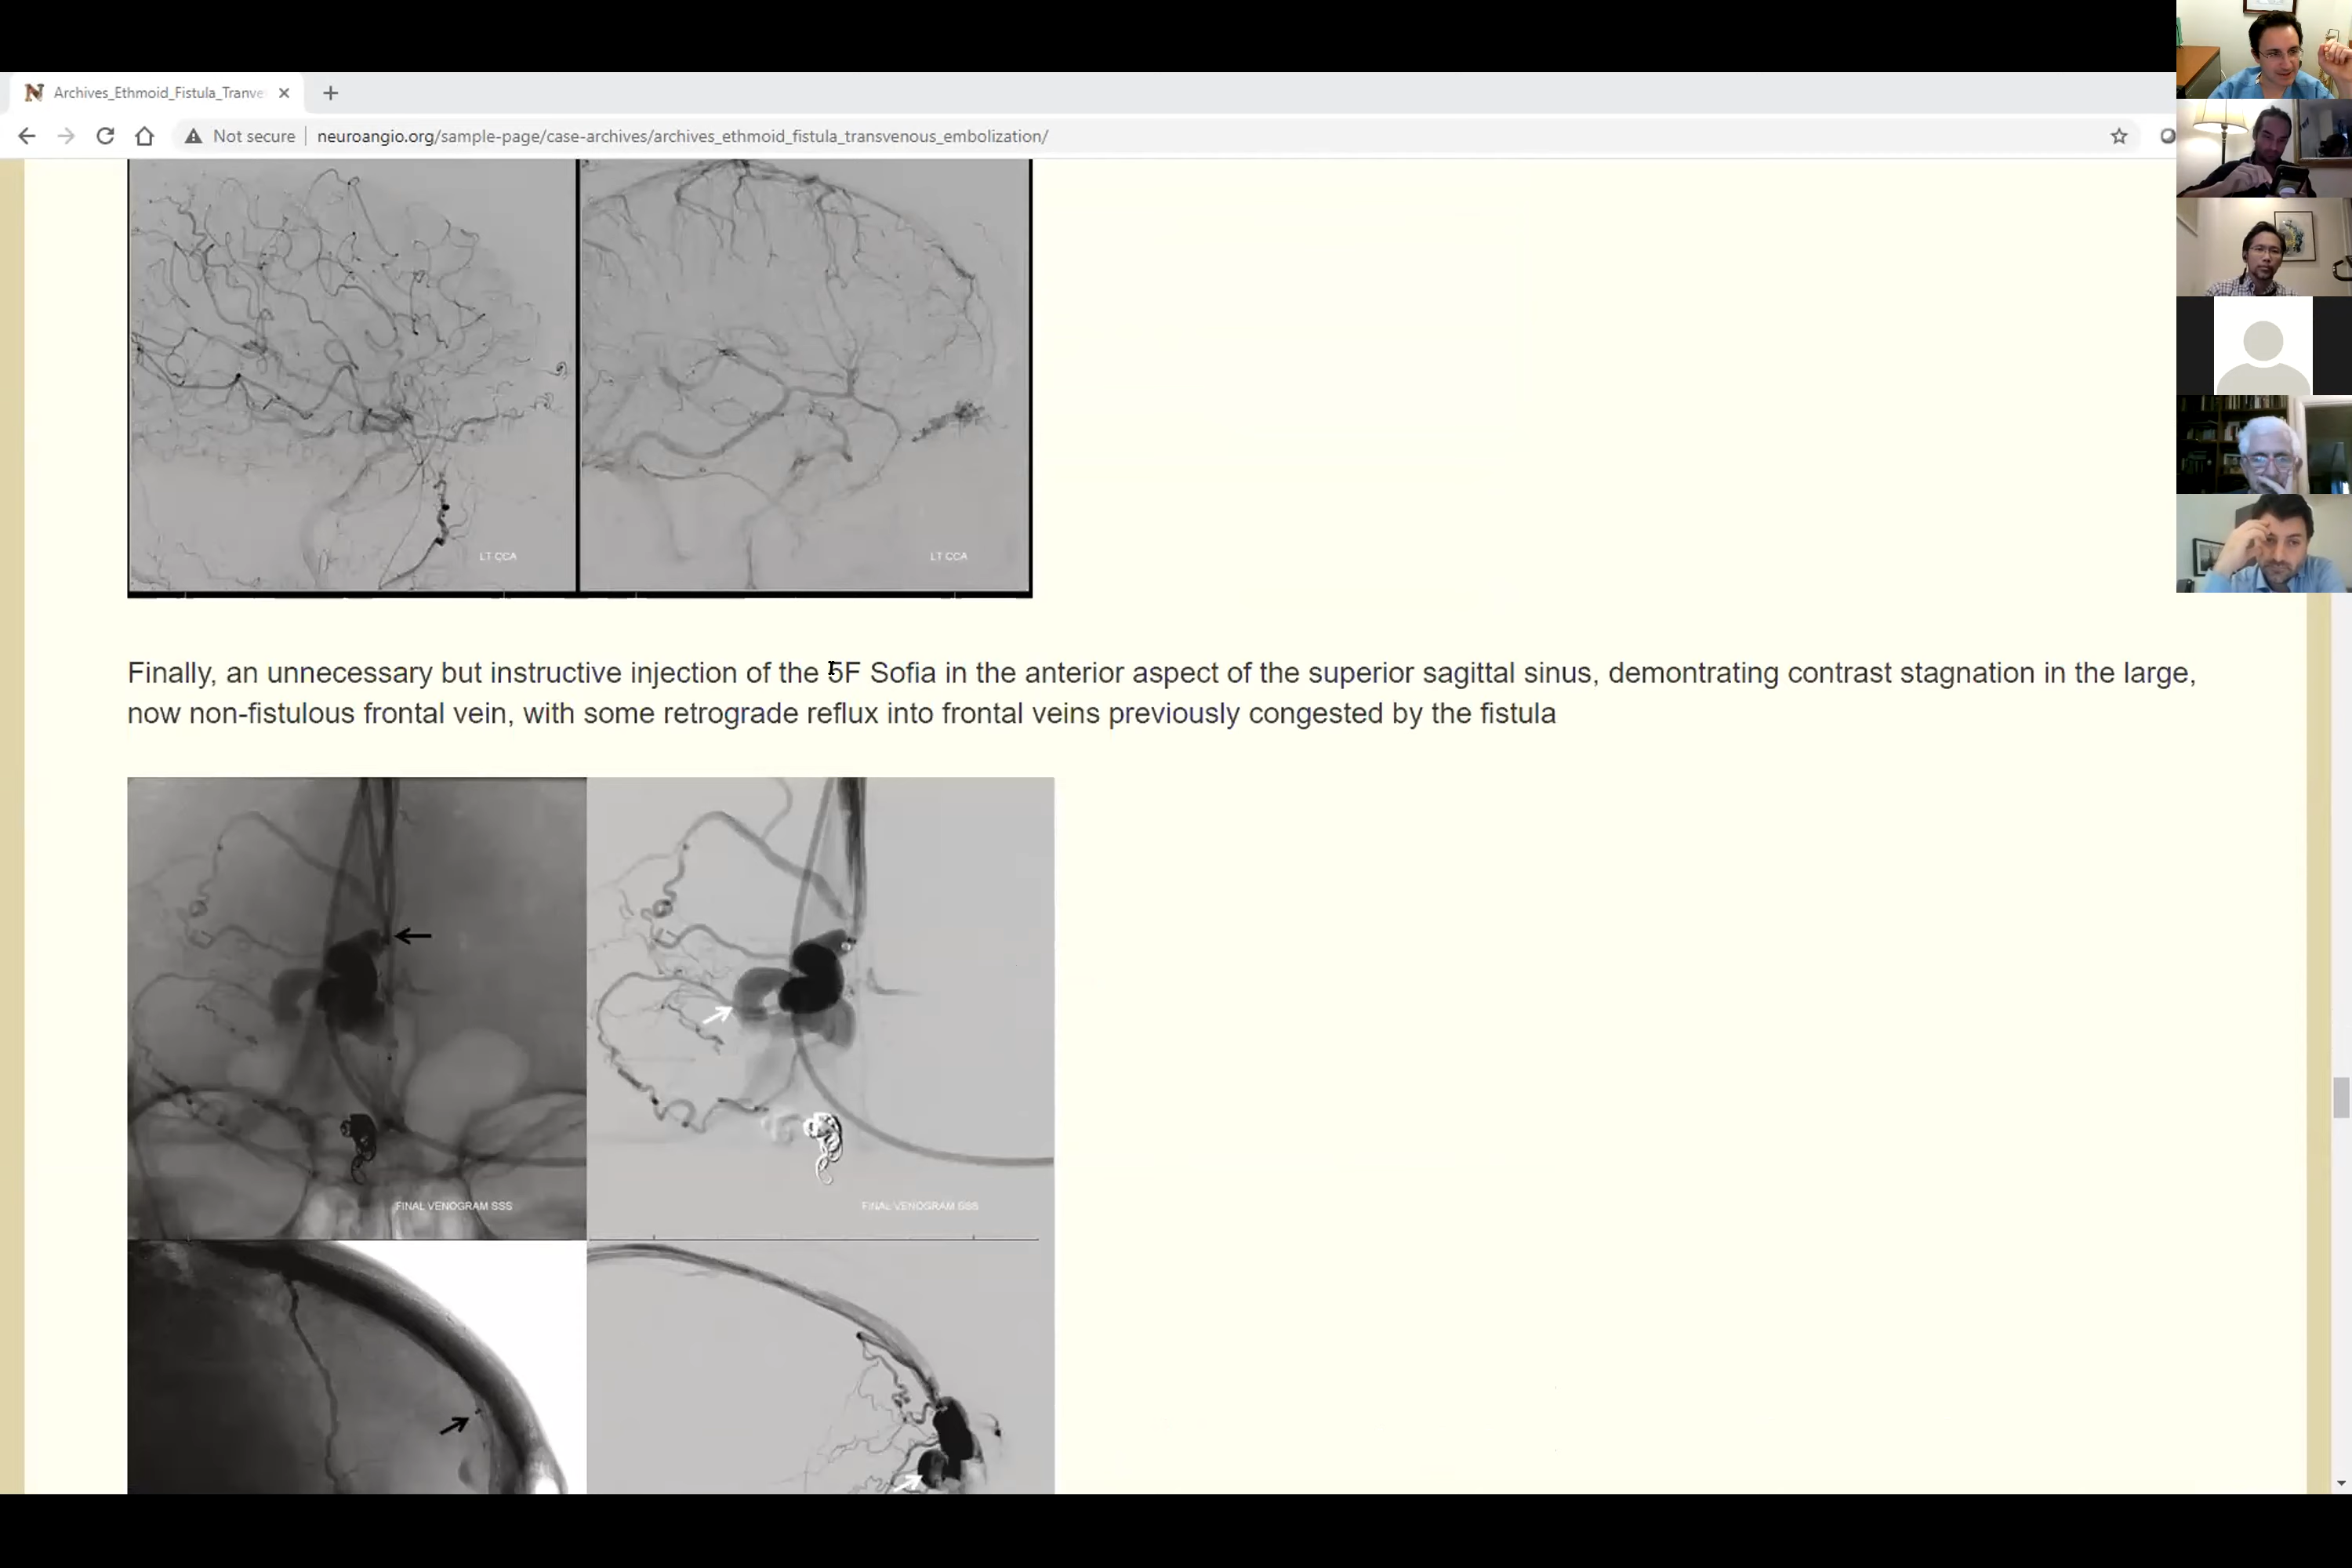 Archives_Ethmoid_Fistula_Tranve
Not secure
neuroangio.org/sample-page/case-archives/archives_ethmoid_fistula_transvenous_embolization/
LT CCA
LT CCA
Finally, an unnecessary but instructive injection of the 5F Sofia in the anterior aspect of the superior sagittal sinus, demontrating contrast stagnation in the large,
now non-fistulous frontal vein, with some retrograde reflux into frontal veins previously congested by the fistula
FINAL VENOGRAM SSS
FINAL VENOGRAM SSS